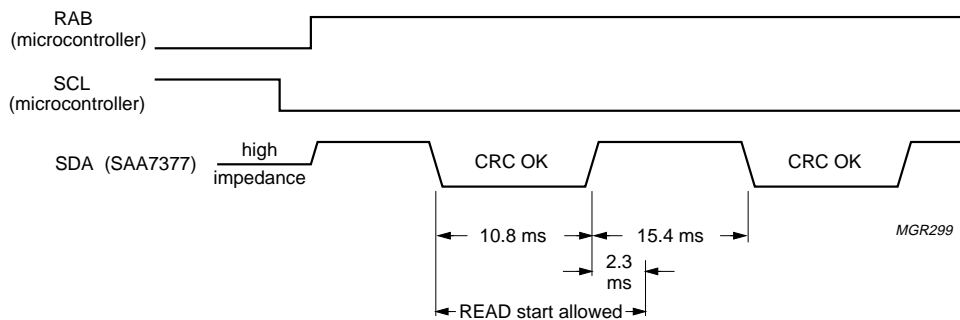 RAB
(microcontroller)
SCL
(microcontroller)
SDA (SAA7377)
high
impedance
CRC OK
CRC OK
10.8 ms
15.4 ms
MGR299
2.3
ms
READ start allowed